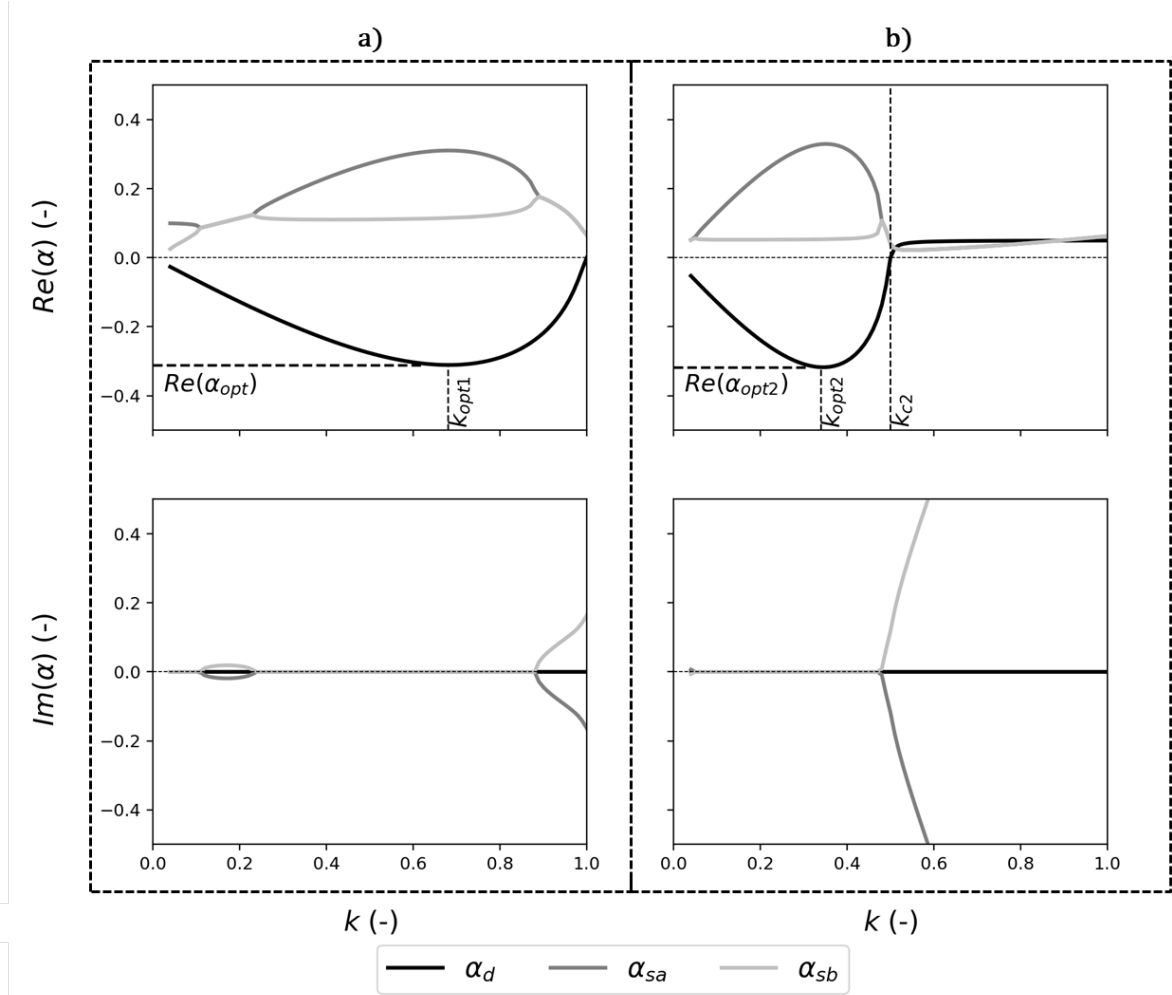 a)
b)
Re(α) (-)
0.4
0.2
0.0
−0.2
−0.4
Re(α_opt)
k_opt1
Re(α_opt2)
k_opt2
k_c2
Im(α) (-)
0.4
0.2
0.0
−0.2
−0.4
0.0 0.2 0.4 0.6 0.8 1.0
0.0 0.2 0.4 0.6 0.8 1.0
k (-)
k (-)
α_d α_sa α_sb